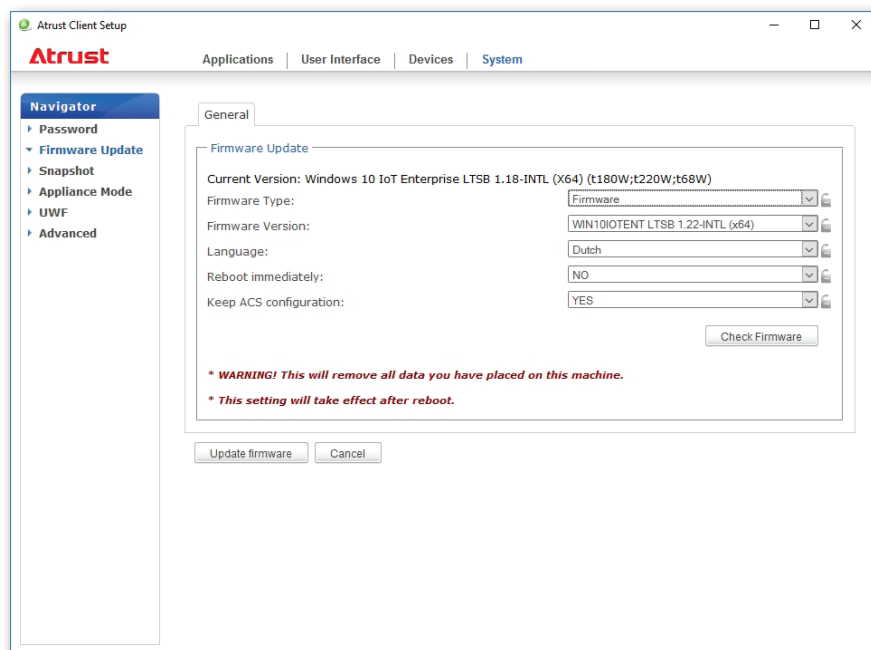 Atrust Client Setup
Atrust
Applications | User Interface | Devices | System
Navigator
Password
Firmware Update
Snapshot
Appliance Mode
UWF
Advanced
General
Firmware Update
Current Version: Windows 10 IoT Enterprise LTSB 1.18-INTL (X64) (t180W;t220W;t68W)
Firmware Type: Firmware
Firmware Version: WIN10IOTENT LTSB 1.22-INTL (x64)
Language: Dutch
Reboot immediately: NO
Keep ACS configuration: YES
Check Firmware
* WARNING! This will remove all data you have placed on this machine.
* This setting will take effect after reboot.
Update firmware Cancel